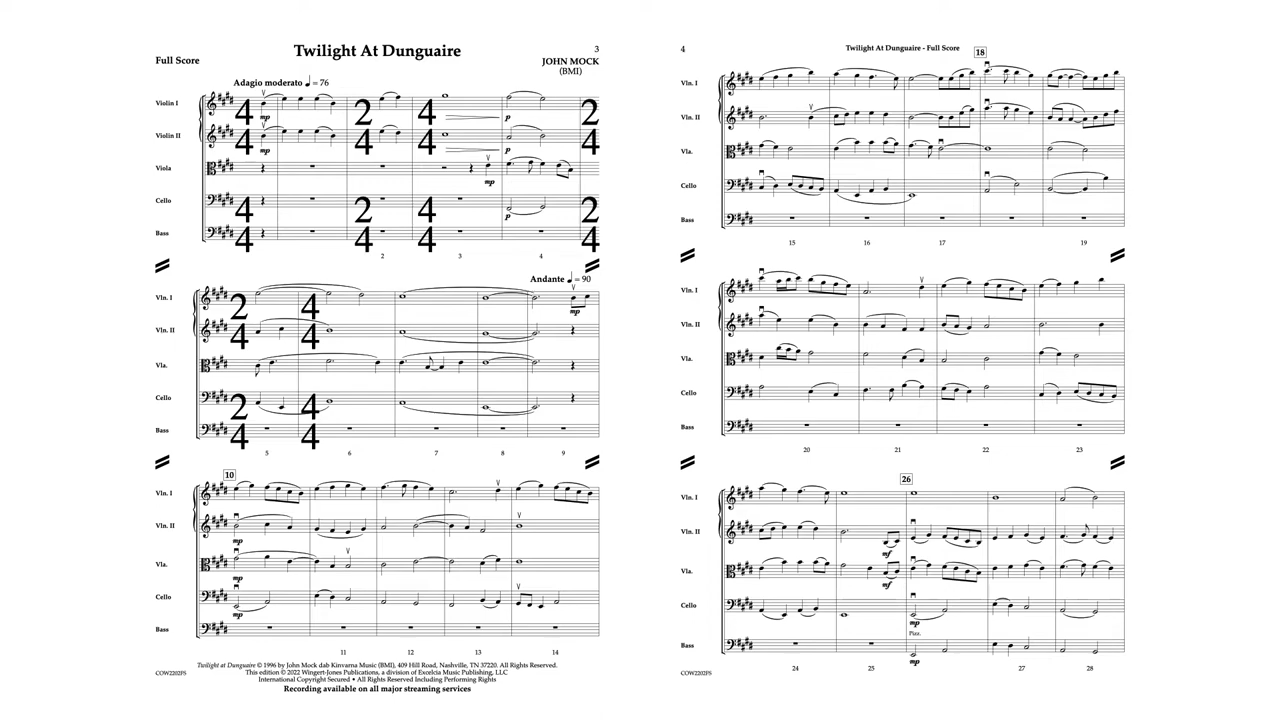 Twilight At Dunguaire
3
Full Score
JOHN MOCK
(BMI)
Adagio moderato ♩ = 76
Violin I
mp
p
Violin II
mp
p
Viola
mp
Cello
p
Bass
2 3 4
Andante ♩ = 90
Vln. I
mp
Vln. II
Vla.
Cello
Bass
5 6 7 8 9
10
Vln. I
Vln. II
mp
Vla.
mp
Cello
mp
Bass
11 12 13 14
Twilight at Dunguaire © 1996 by John Mock dab Kinvarna Music (BMI), 409 Hill Road, Nashville, TN 37220. All Rights Reserved.
This edition © 2022 Wingert-Jones Publications, a division of Excelcia Music Publishing, LLC
COW2202FS
International Copyright Secured • All Rights Reserved Including Performing Rights
Recording available on all major streaming services
4
Twilight At Dunguaire - Full Score
18
Vln. I
Vln. II
Vla.
Cello
Bass
15 16 17 19
Vln. I
Vln. II
Vla.
Cello
Bass
20 21 22 23
26
Vln. I
Vln. II
mf
Vla.
mf
Cello
mp
Pizz.
Bass
mp
24 25 27 28
COW2202FS